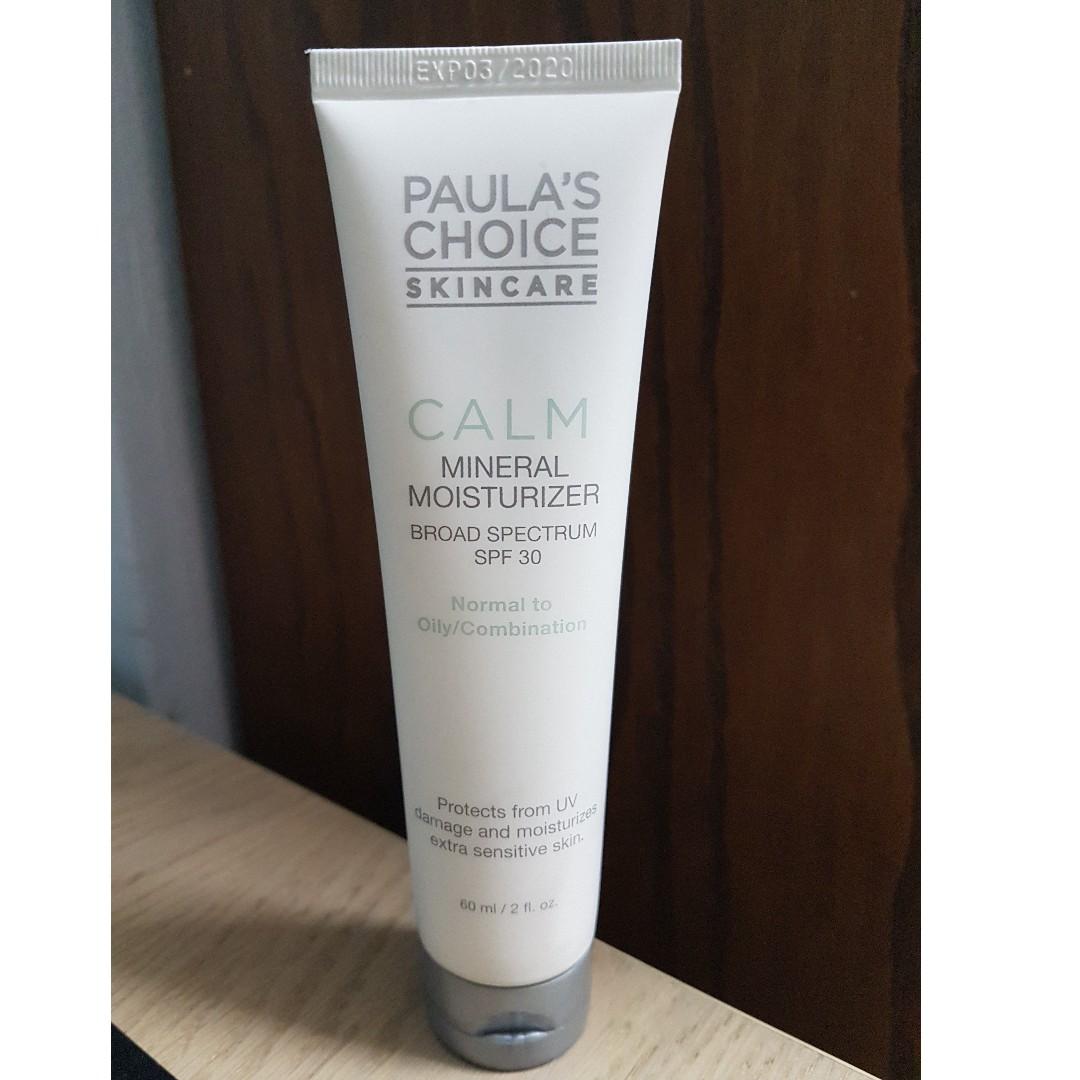 EXP03/2020
PAULA'S
CHOICE
SKINCARE
CALM
MINERAL
MOISTURIZER
BROAD SPECTRUM
SPF 30
Normal to
Oily/Combination
Protects from UV
damage and moisturizes
extra sensitive skin.
60 ml / 2 fl. oz.